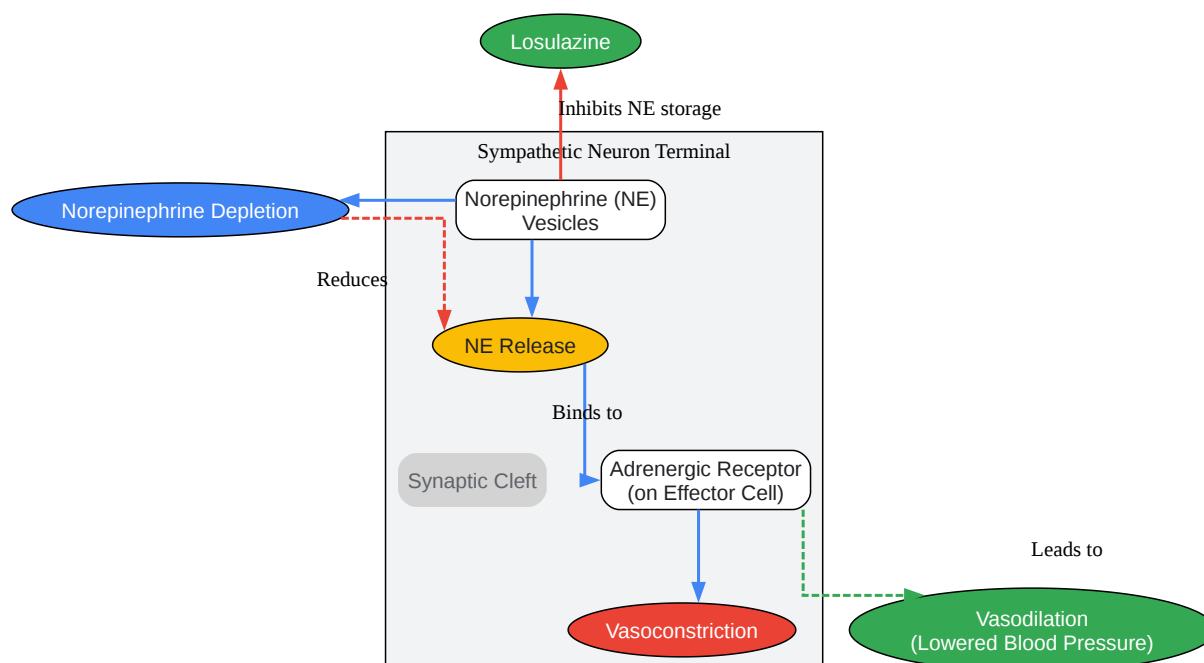 Losulazine
Inhibits NE storage
Sympathetic Neuron Terminal
Norepinephrine (NE)
Vesicles
Norepinephrine Depletion
Reduces
NE Release
Binds to
Adrenergic Receptor
(on Effector Cell)
Synaptic Cleft
Leads to
Vasoconstriction
Vasodilation
(Lowered Blood Pressure)